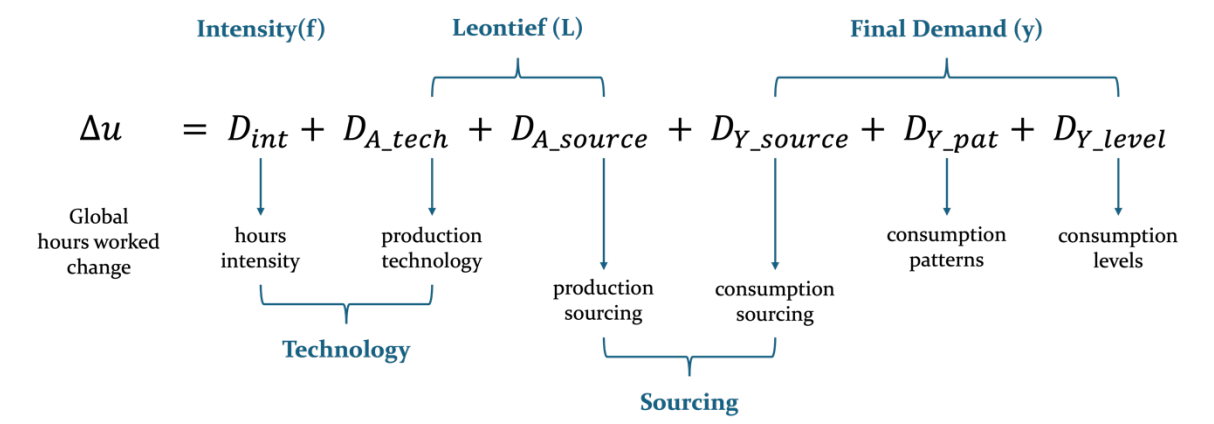 Intensity(f)
Leontief (L)
Final Demand (y)
Δu = D_int + D_A_tech + D_A_source + D_Y_source + D_Y_pat + D_Y_level
Global
hours worked
change
hours
intensity
production
technology
production
sourcing
consumption
sourcing
consumption
patterns
consumption
levels
Technology
Sourcing